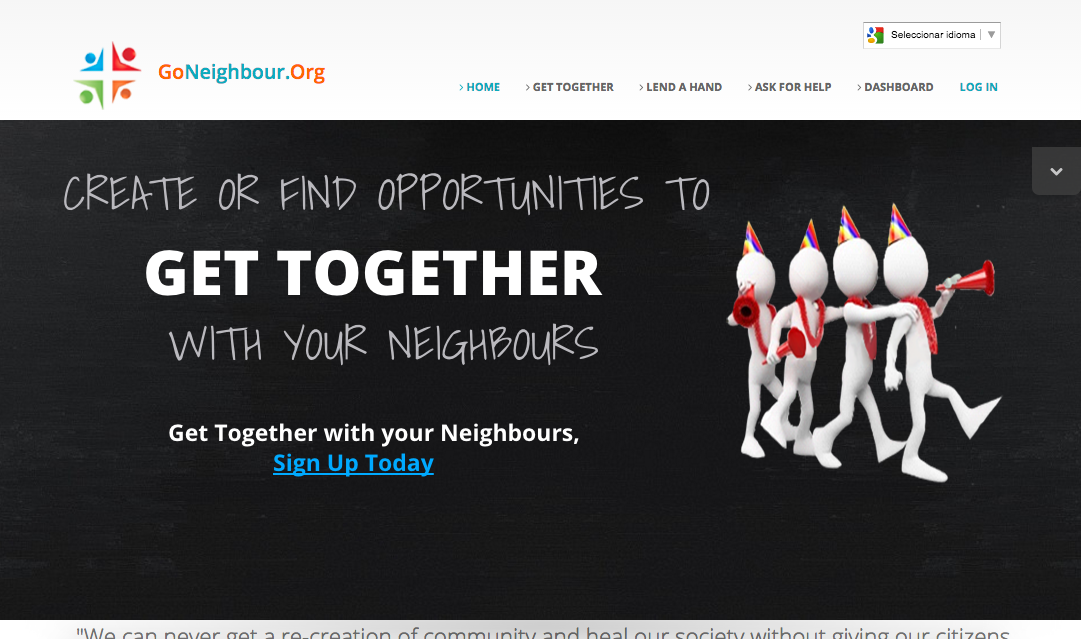 Seleccionar idioma
GoNeighbour.Org
HOME GET TOGETHER LEND A HAND ASK FOR HELP DASHBOARD LOG IN
CREATE OR FIND OPPORTUNITIES TO
GET TOGETHER
WITH YOUR NEIGHBOURS
Get Together with your Neighbours,
Sign Up Today
"We can never get a re-creation of community and heal our society without giving our citizens